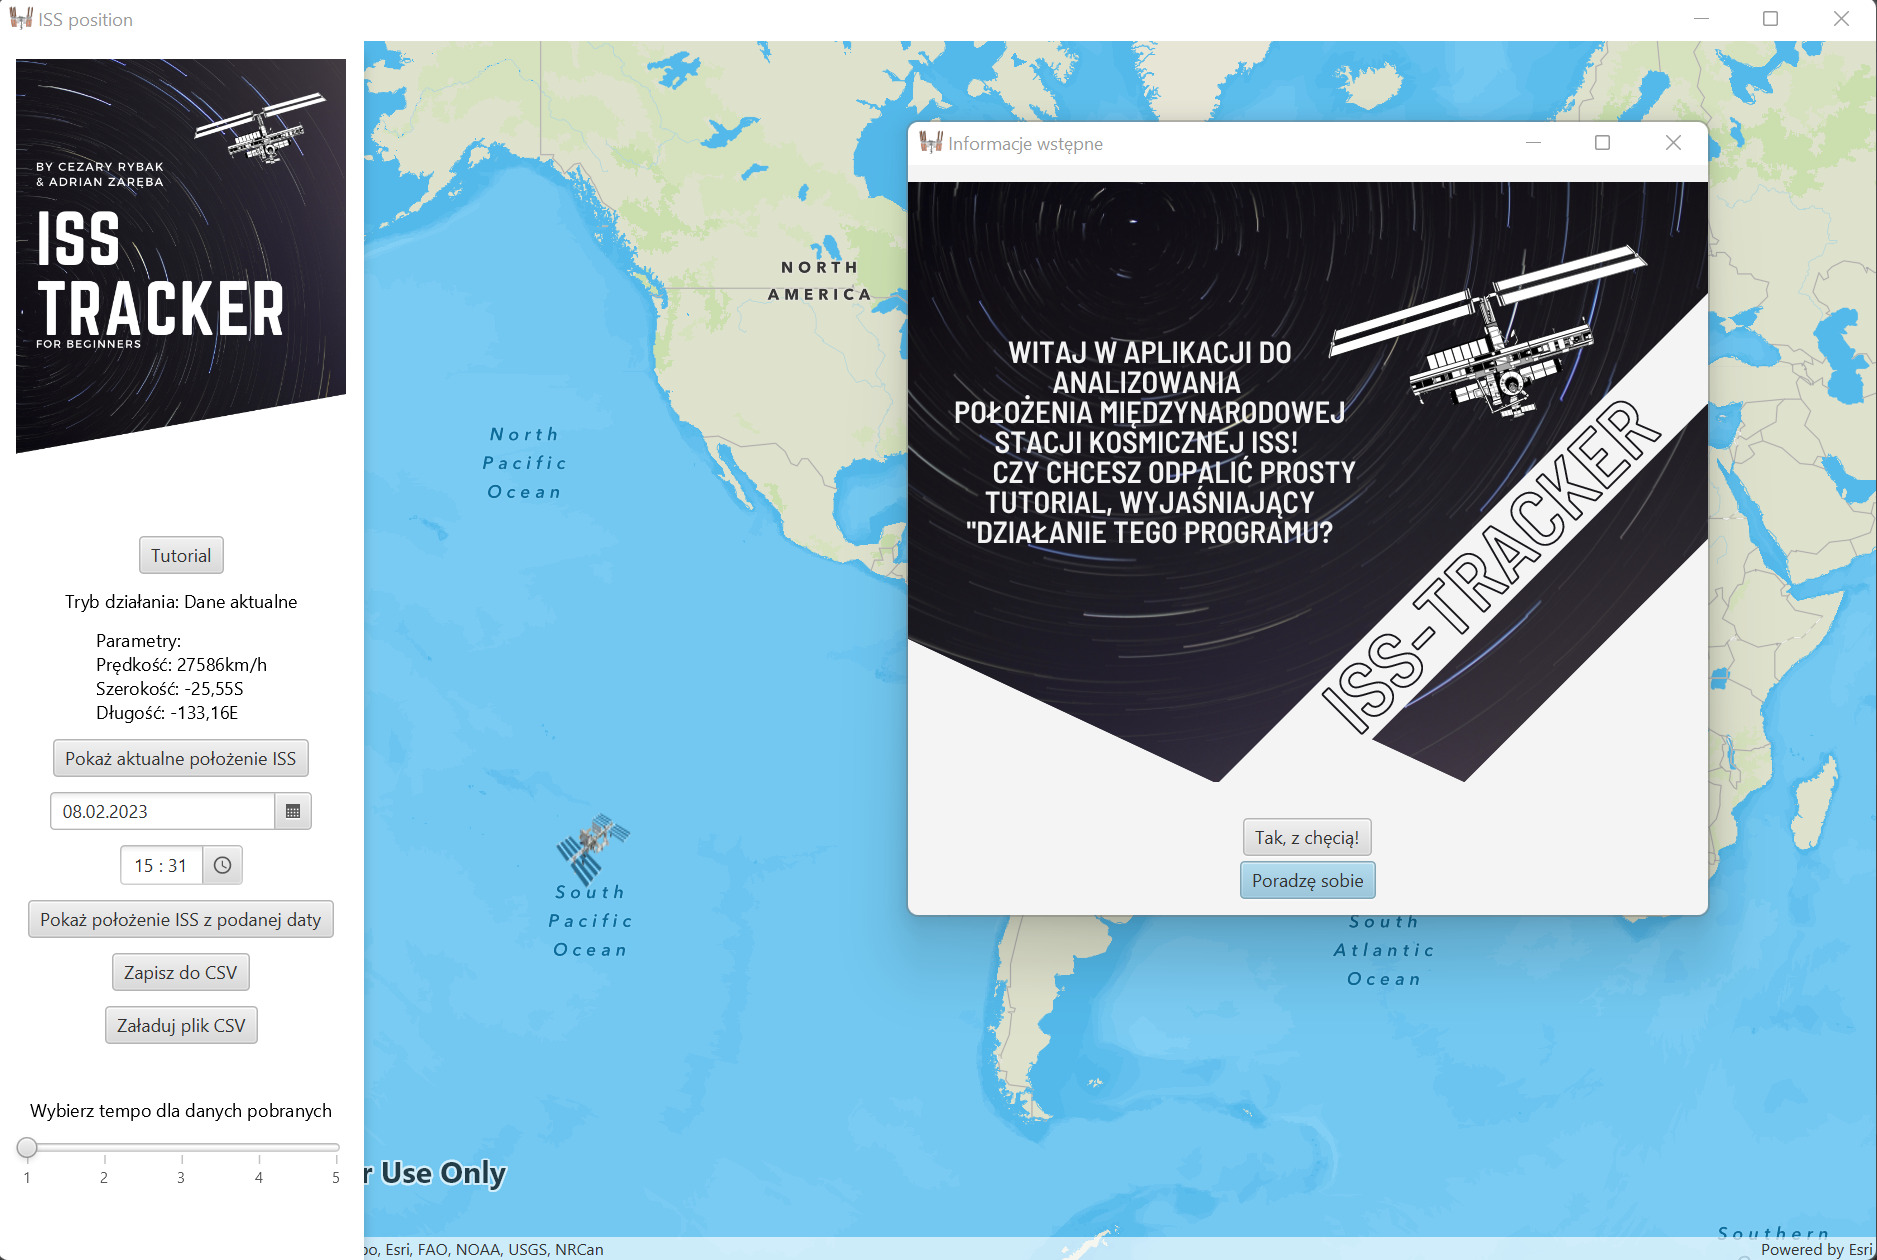 ISS position
BY CEZARY RYBAK
& ADRIAN ZARĘBA
ISS
TRACKER
FOR BEGINNERS
Tutorial
Tryb działania: Dane aktualne
Parametry:
Prędkość: 27586km/h
Szerokość: -25,55S
Długość: -133,16E
Pokaż aktualne położenie ISS
08.02.2023
15 : 31
Pokaż położenie ISS z podanej daty
Zapisz do CSV
Załaduj plik CSV
Wybierz tempo dla danych pobranych
1 2 3 4 5
NORTH
AMERICA
North
Pacific
Ocean
South
Pacific
Ocean
Informacje wstępne
WITAJ W APLIKACJI DO
ANALIZOWANIA
POŁOŻENIA MIĘDZYNARODOWEJ
STACJI KOSMICZNEJ ISS!
CZY CHCESZ ODPALIĆ PROSTY
TUTORIAL, WYJAŚNIAJĄCY
"DZIAŁANIE TEGO PROGRAMU?
ISS-TRACKER
Tak, z chęcią!
Poradzę sobie
South
Atlantic
Ocean
Southern
r Use Only
Esri, FAO, NOAA, USGS, NRCan
Powered by Esri